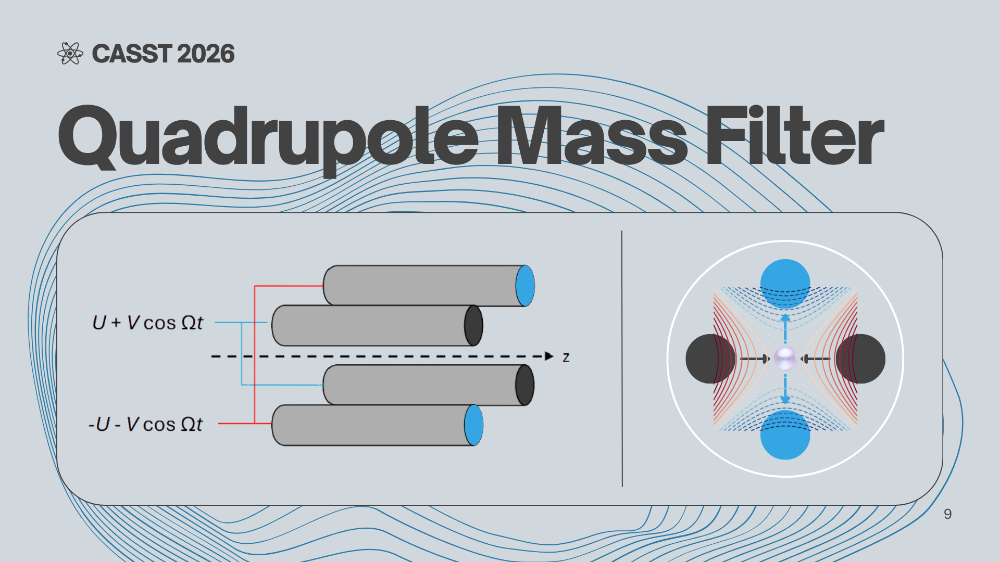 CASST 2026
Quadrupole Mass Filter
U + V cos Ωt
z
-U - V cos Ωt
9